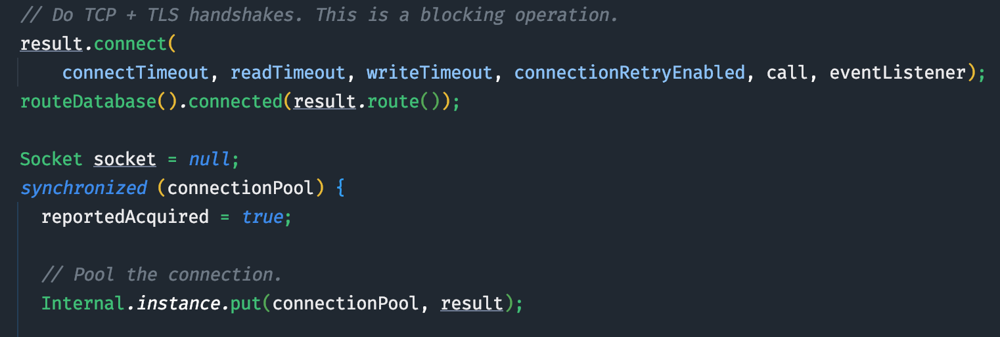 // Do TCP + TLS handshakes. This is a blocking operation.
result.connect(
    connectTimeout, readTimeout, writeTimeout, connectionRetryEnabled, call, eventListener);
routeDatabase().connected(result.route());

Socket socket = null;
synchronized (connectionPool) {
  reportedAcquired = true;

  // Pool the connection.
  Internal.instance.put(connectionPool, result);